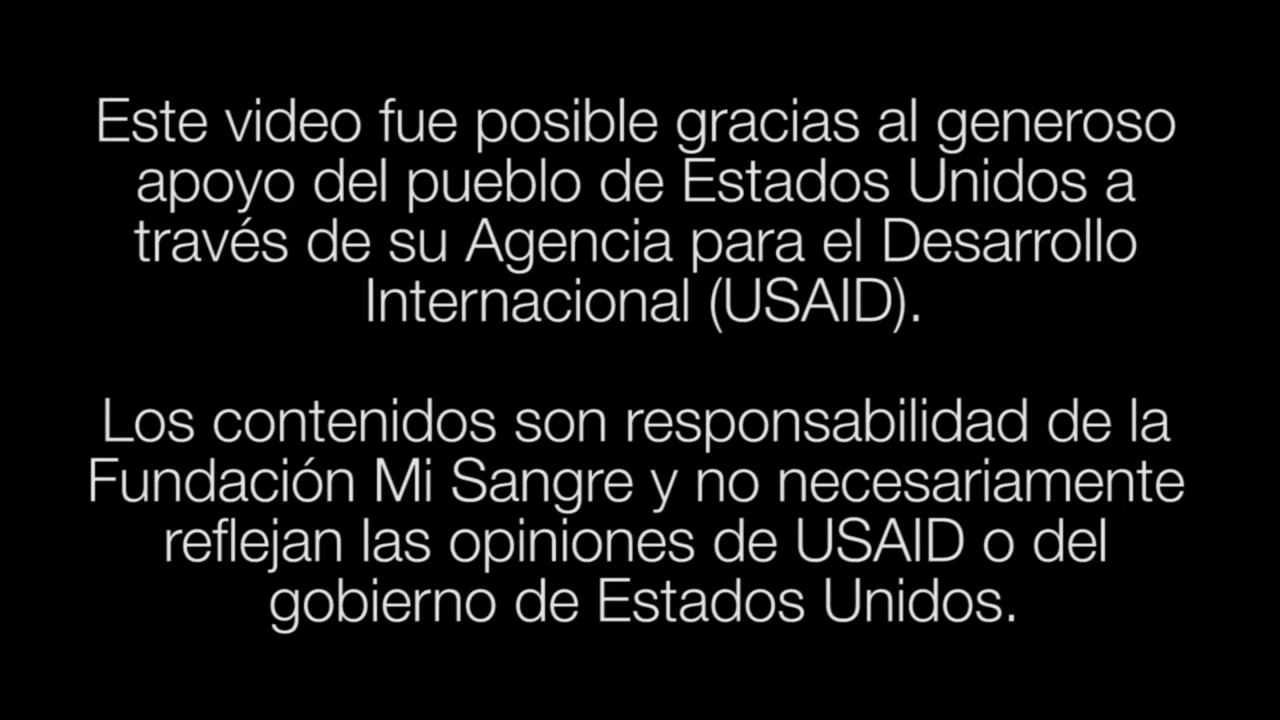 Este video fue posible gracias al generoso
apoyo del pueblo de Estados Unidos a
través de su Agencia para el Desarrollo
Internacional (USAID).
Los contenidos son responsabilidad de la
Fundación Mi Sangre y no necesariamente
reflejan las opiniones de USAID o del
gobierno de Estados Unidos.